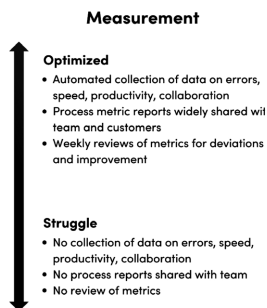 Measurement
Optimized
• Automated collection of data on errors,
speed, productivity, collaboration
• Process metric reports widely shared wit
team and customers
• Weekly reviews of metrics for deviations
and improvement
Struggle
• No collection of data on errors, speed,
productivity, collaboration
• No process reports shared with team
• No review of metrics